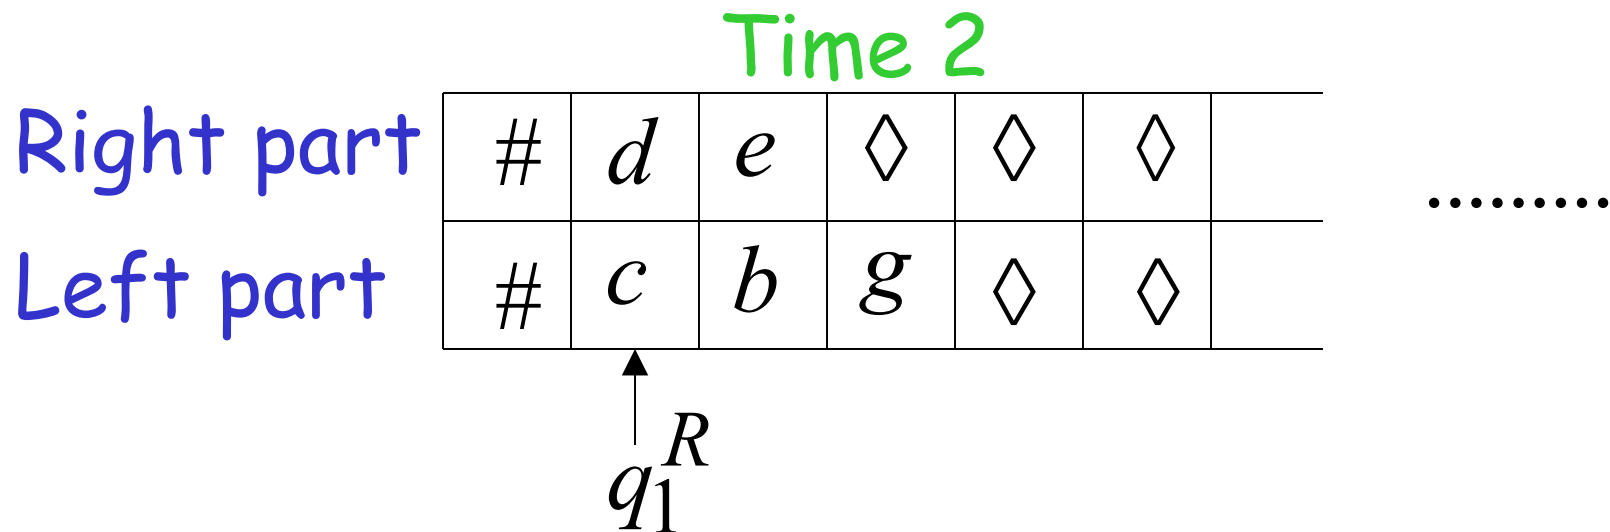 Time 2
Right part # d e ◊ ◊ ◊
.........
Left part # c b g ◊ ◊
q₁ᴿ